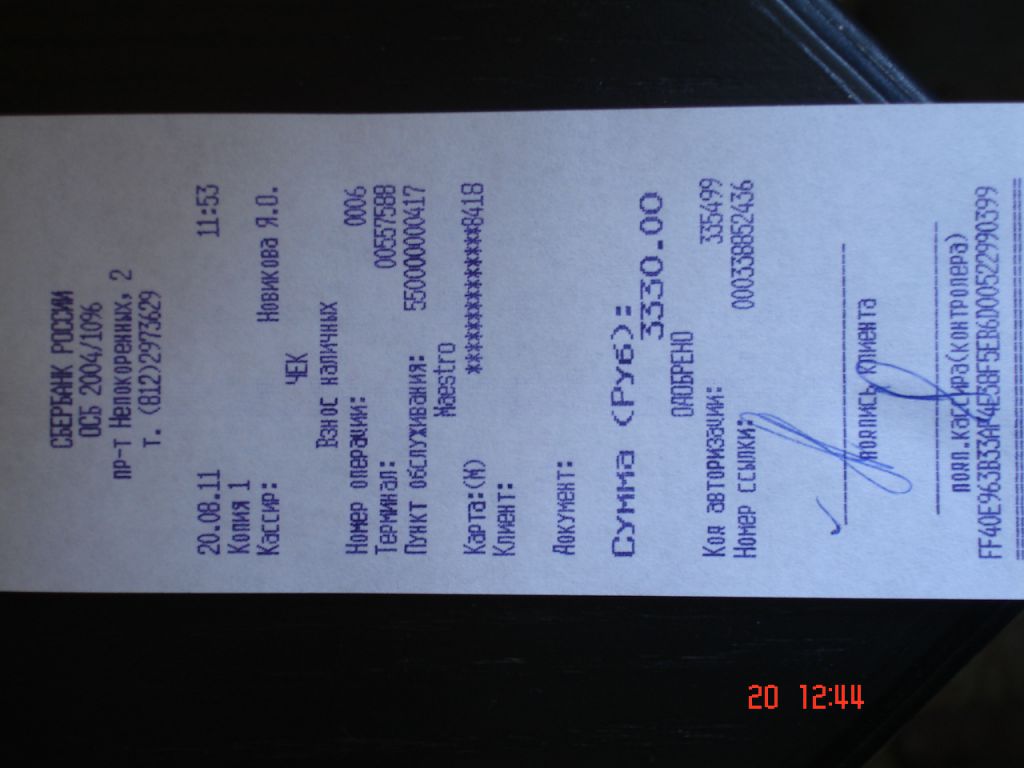 СБЕРБАНК РОССИИ
ОСБ 2004/10%
пр-т Непокоренных, 2
т. (812)2973629
20.08.11 11:53
Копия 1
Кассир: Новикова Я.О.
ЧЕК
Взнос наличных
Номер операции: 0006
Терминал: 00557588
Пункт обслуживания: 550000000417
Maestro
Карта:(M) ***************8418
Клиент:
Документ:
Сумма (Руб):
3330.00
ОДОБРЕНО
Код авторизации: 335499
Номер ссылки: 000338852436
подпись клиента
подп.кассира(контролера)
FF40E963B33AF4E38F5EB6D00522990399
20 12:44